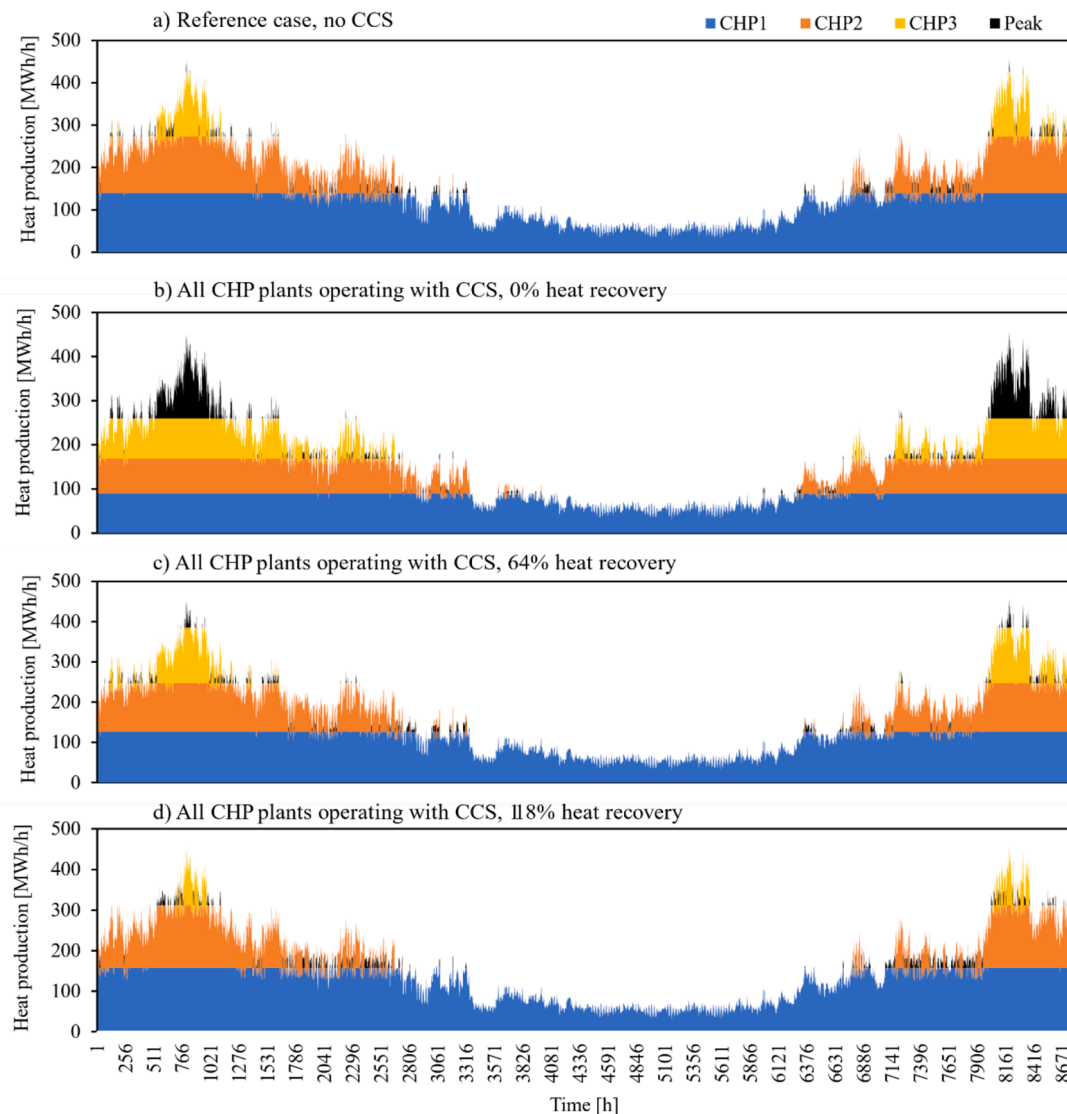 a) Reference case, no CCS
CHP1 CHP2 CHP3 Peak
Heat production [MWh/h]
500
400
300
200
100
0
b) All CHP plants operating with CCS, 0% heat recovery
Heat production [MWh/h]
500
400
300
200
100
0
c) All CHP plants operating with CCS, 64% heat recovery
Heat production [MWh/h]
500
400
300
200
100
0
d) All CHP plants operating with CCS, 118% heat recovery
Heat production [MWh/h]
500
400
300
200
100
0
1 256 511 766 1021 1276 1531 1786 2041 2296 2551 2806 3061 3316 3571 3826 4081 4336 4591 4846 5101 5356 5611 5866 6121 6376 6631 6886 7141 7396 7651 7906 8161 8416 8671
Time [h]